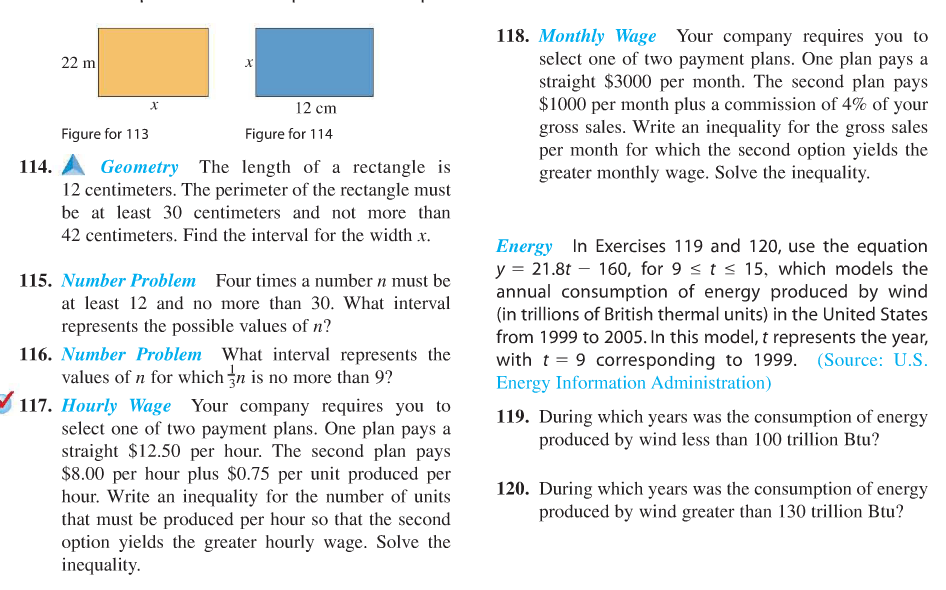 22 m
x
Figure for 113
x
12 cm
Figure for 114
114. Geometry The length of a rectangle is
12 centimeters. The perimeter of the rectangle must
be at least 30 centimeters and not more than
42 centimeters. Find the interval for the width x.
115. Number Problem Four times a number n must be
at least 12 and no more than 30. What interval
represents the possible values of n?
116. Number Problem What interval represents the
values of n for which 1/3 n is no more than 9?
117. Hourly Wage Your company requires you to
select one of two payment plans. One plan pays a
straight $12.50 per hour. The second plan pays
$8.00 per hour plus $0.75 per unit produced per
hour. Write an inequality for the number of units
that must be produced per hour so that the second
option yields the greater hourly wage. Solve the
inequality.
118. Monthly Wage Your company requires you to
select one of two payment plans. One plan pays a
straight $3000 per month. The second plan pays
$1000 per month plus a commission of 4% of your
gross sales. Write an inequality for the gross sales
per month for which the second option yields the
greater monthly wage. Solve the inequality.
Energy In Exercises 119 and 120, use the equation
y = 21.8t − 160, for 9 ≤ t ≤ 15, which models the
annual consumption of energy produced by wind
(in trillions of British thermal units) in the United States
from 1999 to 2005. In this model, t represents the year,
with t = 9 corresponding to 1999. (Source: U.S.
Energy Information Administration)
119. During which years was the consumption of energy
produced by wind less than 100 trillion Btu?
120. During which years was the consumption of energy
produced by wind greater than 130 trillion Btu?